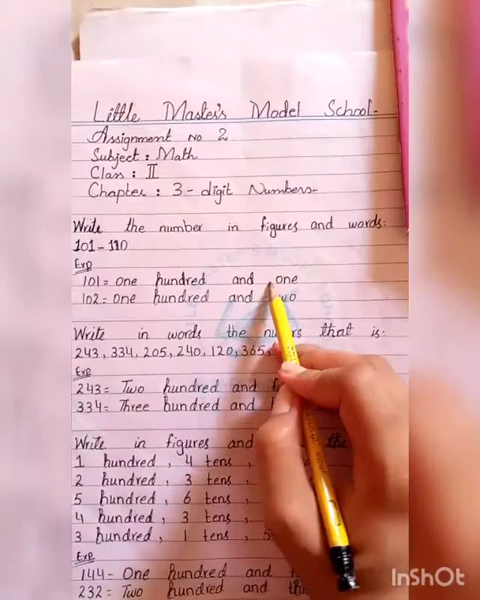 Little Master's Model School-
Assignment no 2
Subject : Math
Class : II
Chapter : 3 - digit Numbers-
Write the number in figures and words:
101-110
Exp
101 = one hundred and one
102 = One hundred and two
Write in words the that is:
243, 334, 205, 240, 120, 365,
Exp
243 = Two hundred and
334 = Three hundred and
Write in figures and
1 hundred, 4 tens,
2 hundred, 3 tens,
5 hundred, 6 tens,
4 hundred, 3 tens,
3 hundred, 1 tens, 5
Exp
144- One hundred and
232 = Two hundred and
InShOt